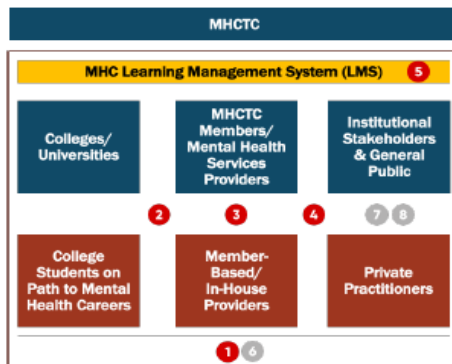 MHCTC
MHC Learning Management System (LMS) 5
Colleges/
Universities
MHCTC
Members/
Mental Health
Services
Providers
Institutional
Stakeholders
& General
Public
2 3 4 7 8
College
Students on
Path to Mental
Health Careers
Member-
Based/
In-House
Providers
Private
Practitioners
1 6